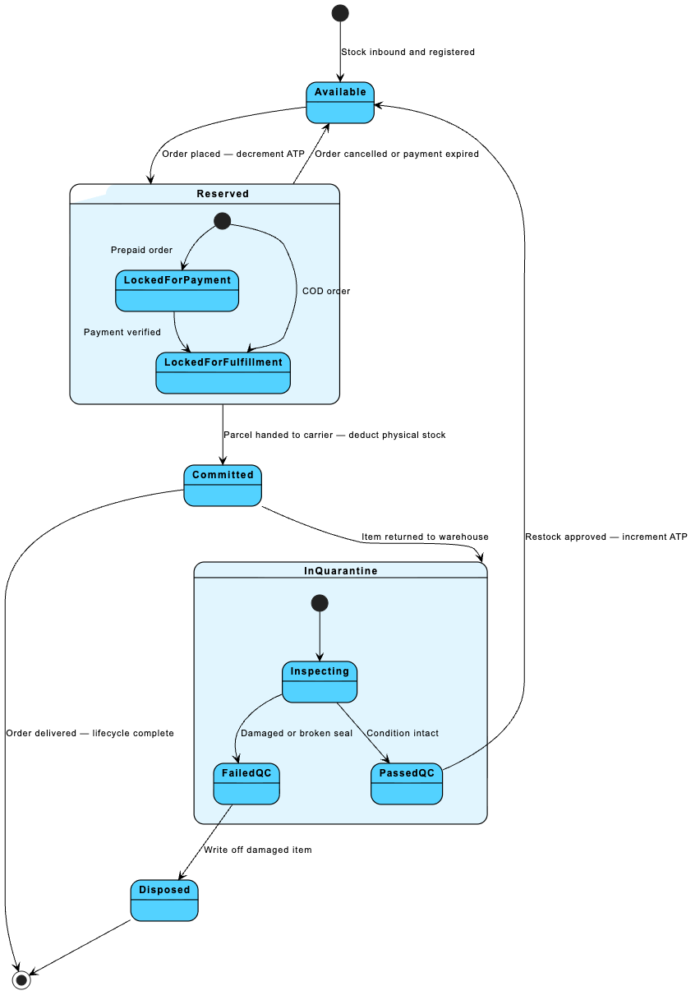 Stock inbound and registered
Available
Order placed — decrement ATP
Order cancelled or payment expired
Reserved
Prepaid order
LockedForPayment
COD order
Payment verified
LockedForFulfillment
Parcel handed to carrier — deduct physical stock
Committed
Item returned to warehouse
Restock approved — increment ATP
InQuarantine
Inspecting
Order delivered — lifecycle complete
Damaged or broken seal
Condition intact
FailedQC
PassedQC
Write off damaged item
Disposed